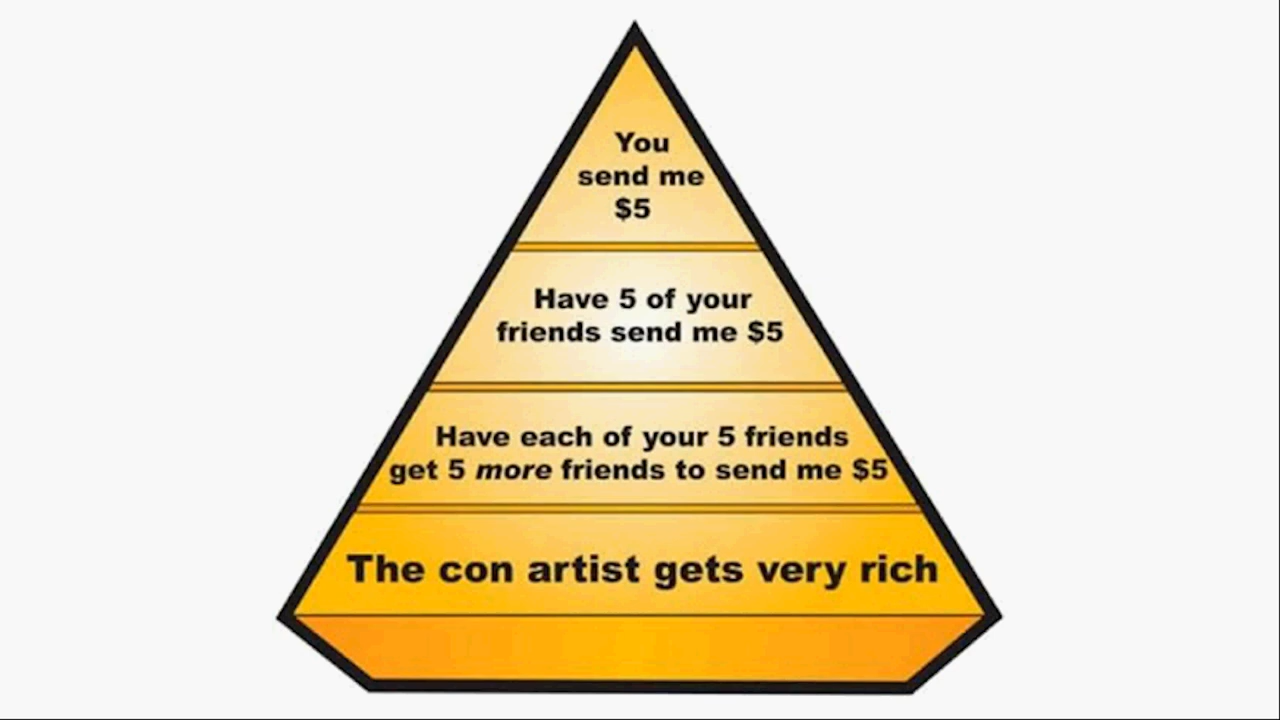 You
send me
$5
Have 5 of your
friends send me $5
Have each of your 5 friends
get 5 more friends to send me $5
The con artist gets very rich